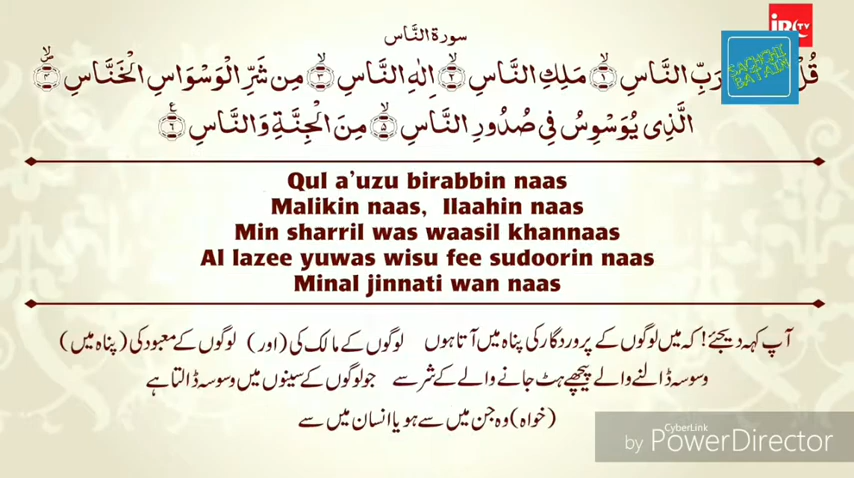 IRC TV
سورة النَّاس
SACHCHI
BATAIN
قُلْ رَبِّ النَّاسِ ۝١ مَلِكِ النَّاسِ ۝٢ اِلٰهِ النَّاسِ ۝٣ مِن شَرِّ الْوَسْوَاسِ الْخَنَّاسِ ۝٤
الَّذِی یُوَسْوِسُ فِی صُدُورِ النَّاسِ ۝٥ مِنَ الْجِنَّةِ وَالنَّاسِ ۝٦
Qul a'uzu birabbin naas
Malikin naas, Ilaahin naas
Min sharril was waasil khannaas
Al lazee yuwas wisu fee sudoorin naas
Minal jinnati wan naas
آپ کہہ دیجئے! کہ میں لوگوں کے پروردگار کی پناہ میں آتا ہوں لوگوں کے مالک کی (اور) لوگوں کے معبود کی (پناہ میں)
وسوسہ ڈالنے والے پیچھے ہٹ جانے والے کے شر سے جو لوگوں کے سینوں میں وسوسہ ڈالتا ہے
(خواہ) وہ جن میں سے ہو یا انسان میں سے
CyberLink
by PowerDirector